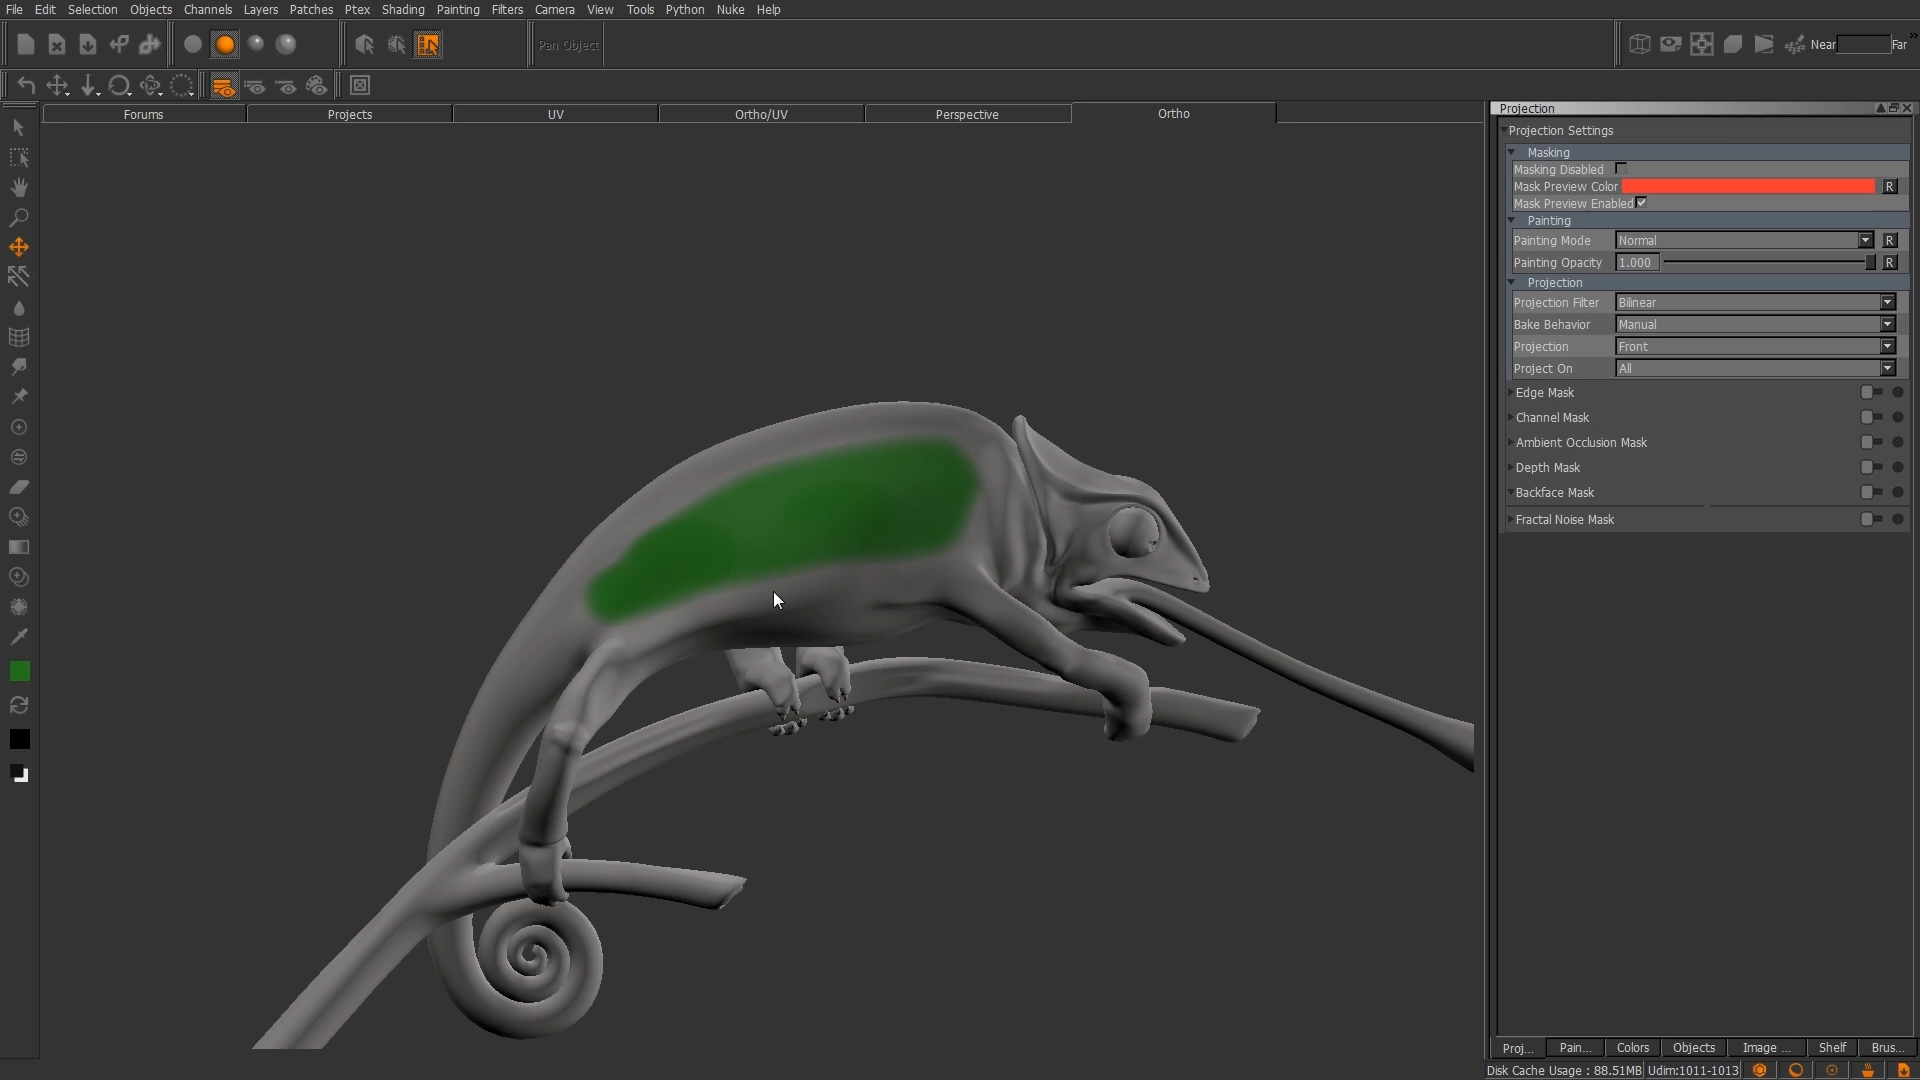 File Edit Selection Objects Channels Layers Patches Ptex Shading Painting Filters Camera View Tools Python Nuke Help
Pan Object
Near Far »
Forums Projects UV Ortho/UV Perspective Ortho
Projection
Projection Settings
Masking
Masking Disabled
Mask Preview Color R
Mask Preview Enabled
Painting
Painting Mode Normal R
Painting Opacity 1.000 R
Projection
Projection Filter Bilinear
Bake Behavior Manual
Projection Front
Project On All
Edge Mask
Channel Mask
Ambient Occlusion Mask
Depth Mask
Backface Mask
Fractal Noise Mask
Proj... Pain... Colors Objects Image ... Shelf Brus...
Disk Cache Usage : 88.51MB Udim:1011-1013